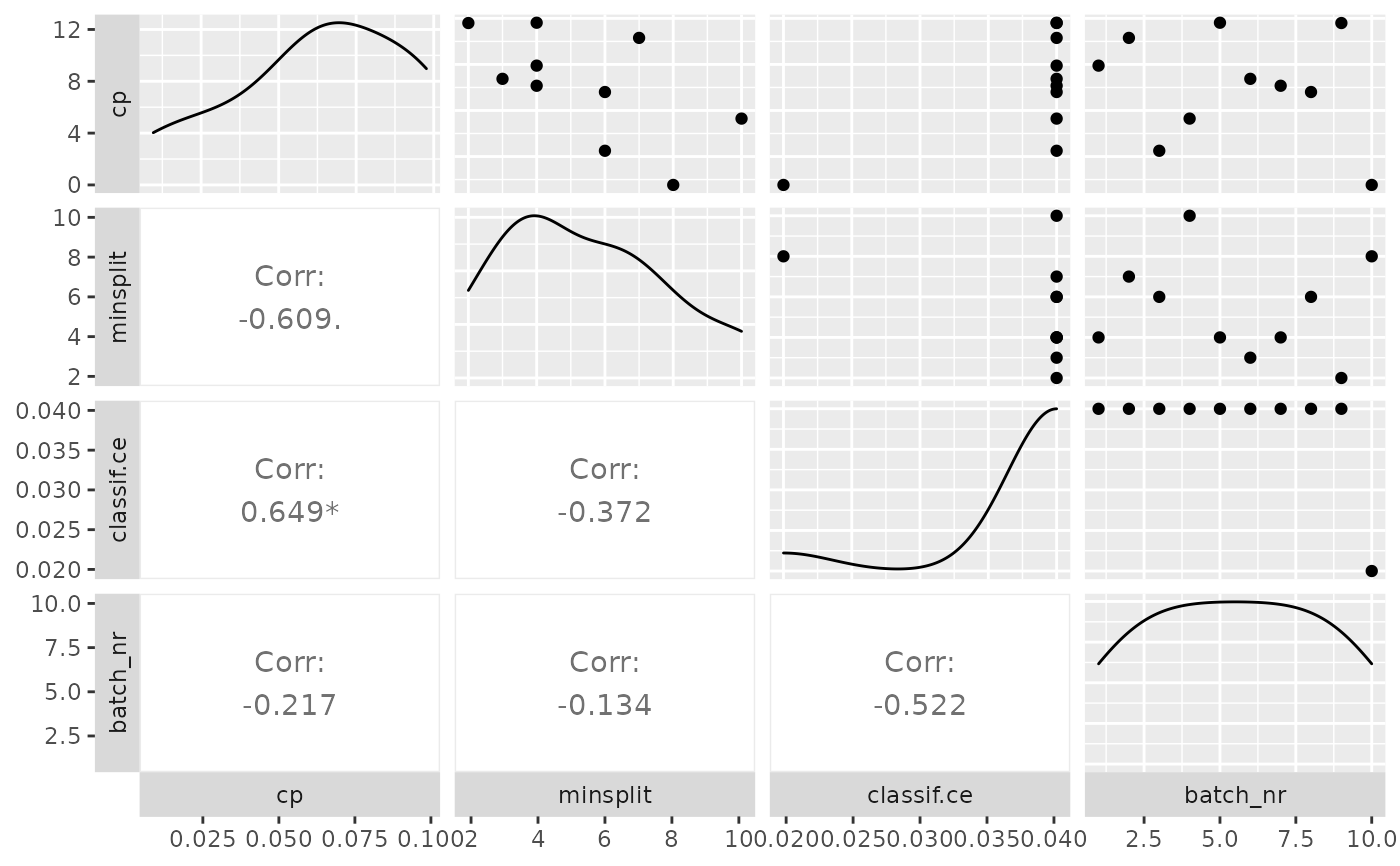 12
8
4
0
cp
10
8
6
4
2
minsplit
Corr:
-0.609.
0.040
0.035
0.030
0.025
0.020
classif.ce
Corr:
0.649*
Corr:
-0.372
10.0
7.5
5.0
2.5
batch_nr
Corr:
-0.217
Corr:
-0.134
Corr:
-0.522
cp minsplit classif.ce batch_nr
0.025 0.050 0.075 0.100 2 4 6 8 10 0.020 0.025 0.030 0.035 0.040 2.5 5.0 7.5 10.0